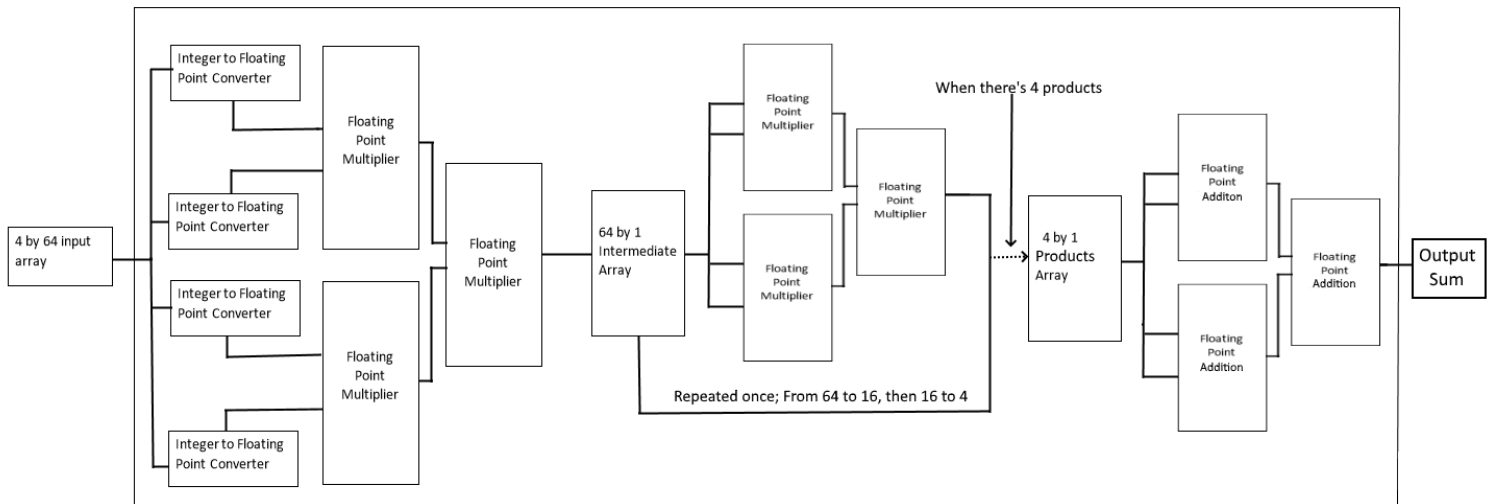 4 by 64 input
array
Integer to Floating
Point Converter
Integer to Floating
Point Converter
Integer to Floating
Point Converter
Integer to Floating
Point Converter
Floating
Point
Multiplier
Floating
Point
Multiplier
Floating
Point
Multiplier
64 by 1
Intermediate
Array
Floating
Point
Multiplier
Floating
Point
Multiplier
Floating
Point
Multiplier
Repeated once; From 64 to 16, then 16 to 4
When there's 4 products
4 by 1
Products
Array
Floating
Point
Additon
Floating
Point
Addition
Floating
Point
Addition
Output
Sum